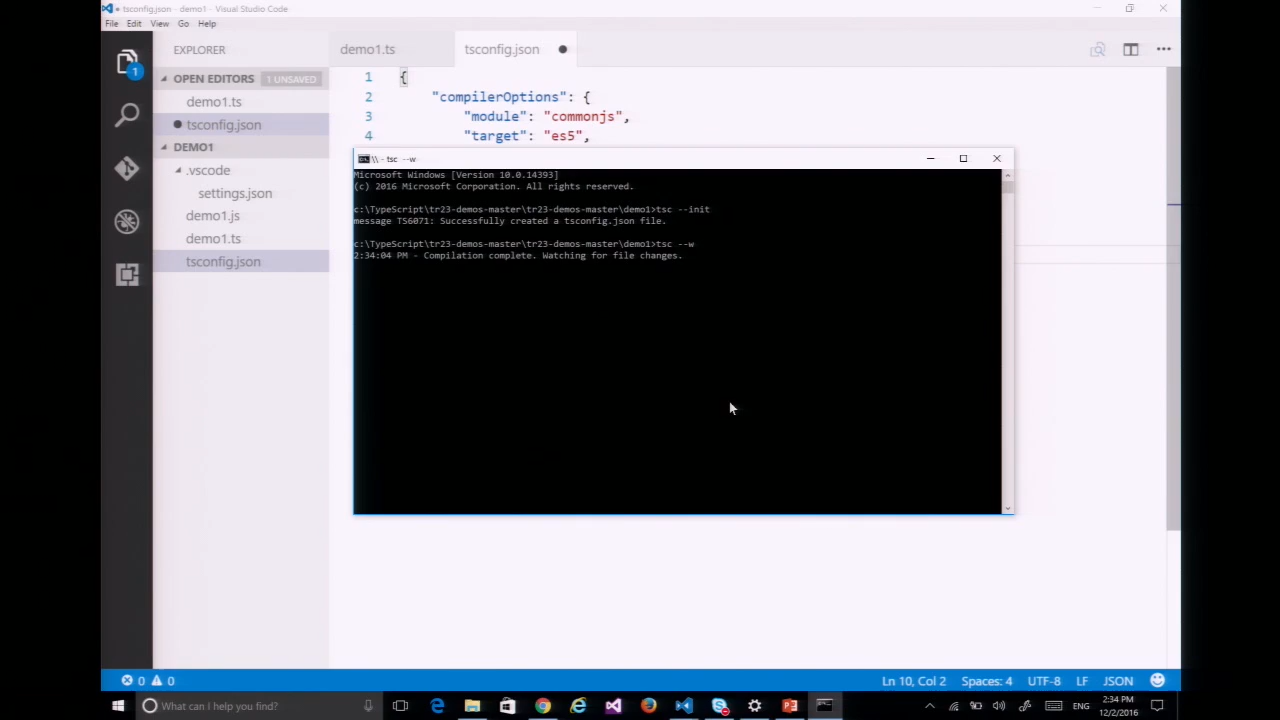 tsconfig.json - demo1 - Visual Studio Code
File Edit View Go Help
EXPLORER
demo1.ts
tsconfig.json
OPEN EDITORS 1 UNSAVED
demo1.ts
tsconfig.json
DEMO1
.vscode
settings.json
demo1.js
demo1.ts
tsconfig.json
1
1 {
2 "compilerOptions": {
3 "module": "commonjs",
4 "target": "es5",
\\ - tsc --w
Microsoft Windows [Version 10.0.14393]
(c) 2016 Microsoft Corporation. All rights reserved.
c:\TypeScript\tr23-demos-master\tr23-demos-master\demo1>tsc --init
message TS6071: Successfully created a tsconfig.json file.
c:\TypeScript\tr23-demos-master\tr23-demos-master\demo1>tsc --w
2:34:04 PM - Compilation complete. Watching for file changes.
0 0
Ln 10, Col 2 Spaces: 4 UTF-8 LF JSON
What can I help you find?
ENG
2:34 PM
12/2/2016